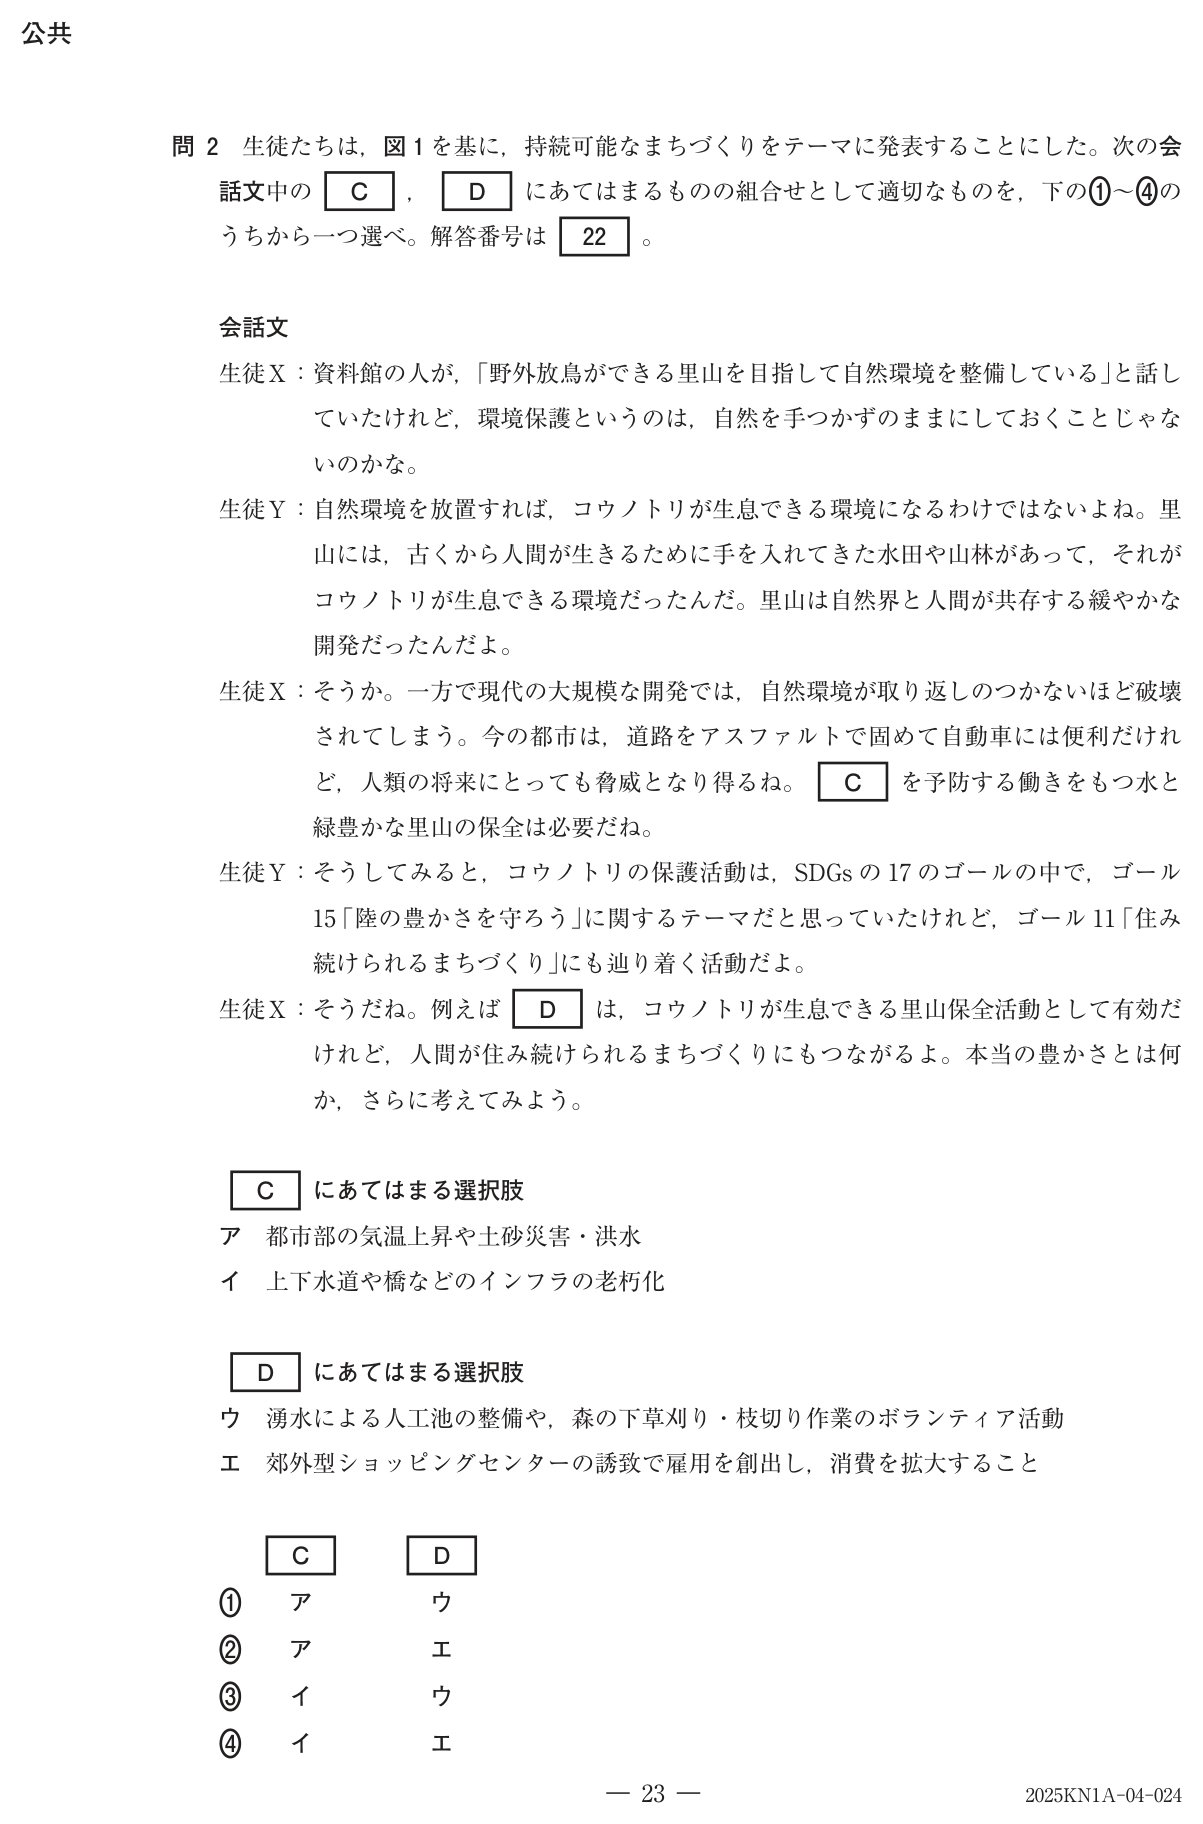 公共
問 2　生徒たちは，図1を基に，持続可能なまちづくりをテーマに発表することにした。次の会
話文中の C ， D にあてはまるものの組合せとして適切なものを，下の①～④の
うちから一つ選べ。解答番号は 22 。
会話文
生徒X：資料館の人が，「野外放鳥ができる里山を目指して自然環境を整備している」と話し
ていたけれど，環境保護というのは，自然を手つかずのままにしておくことじゃな
いのかな。
生徒Y：自然環境を放置すれば，コウノトリが生息できる環境になるわけではないよね。里
山には，古くから人間が生きるために手を入れてきた水田や山林があって，それが
コウノトリが生息できる環境だったんだ。里山は自然界と人間が共存する緩やかな
開発だったんだよ。
生徒X：そうか。一方で現代の大規模な開発では，自然環境が取り返しのつかないほど破壊
されてしまう。今の都市は，道路をアスファルトで固めて自動車には便利だけれ
ど，人類の将来にとっても脅威となり得るね。 C を予防する働きをもつ水と
緑豊かな里山の保全は必要だね。
生徒Y：そうしてみると，コウノトリの保護活動は，SDGs の 17 のゴールの中で，ゴール
15「陸の豊かさを守ろう」に関するテーマだと思っていたけれど，ゴール 11「住み
続けられるまちづくり」にも辿り着く活動だよ。
生徒X：そうだね。例えば D は，コウノトリが生息できる里山保全活動として有効だ
けれど，人間が住み続けられるまちづくりにもつながるよ。本当の豊かさとは何
か，さらに考えてみよう。
C にあてはまる選択肢
ア　都市部の気温上昇や土砂災害・洪水
イ　上下水道や橋などのインフラの老朽化
D にあてはまる選択肢
ウ　湧水による人工池の整備や，森の下草刈り・枝切り作業のボランティア活動
エ　郊外型ショッピングセンターの誘致で雇用を創出し，消費を拡大すること
C D
① ア ウ
② ア エ
③ イ ウ
④ イ エ
— 23 —
2025KN1A-04-024